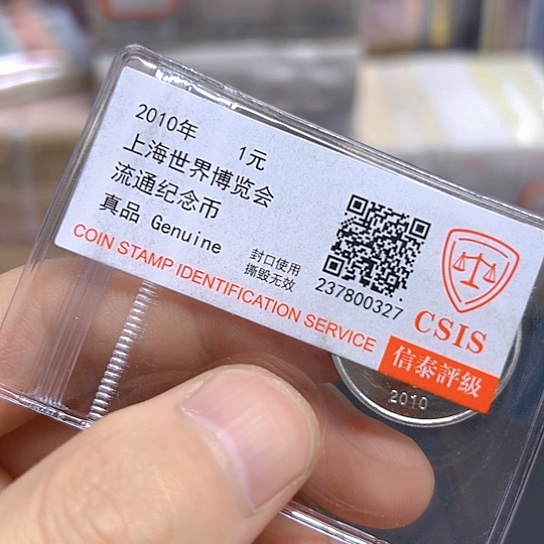 2010年 1元
上海世界博览会
流通纪念币
真品 Genuine
封口使用
撕毁无效
237800327
COIN STAMP IDENTIFICATION SERVICE
CSIS
信泰評級
2010